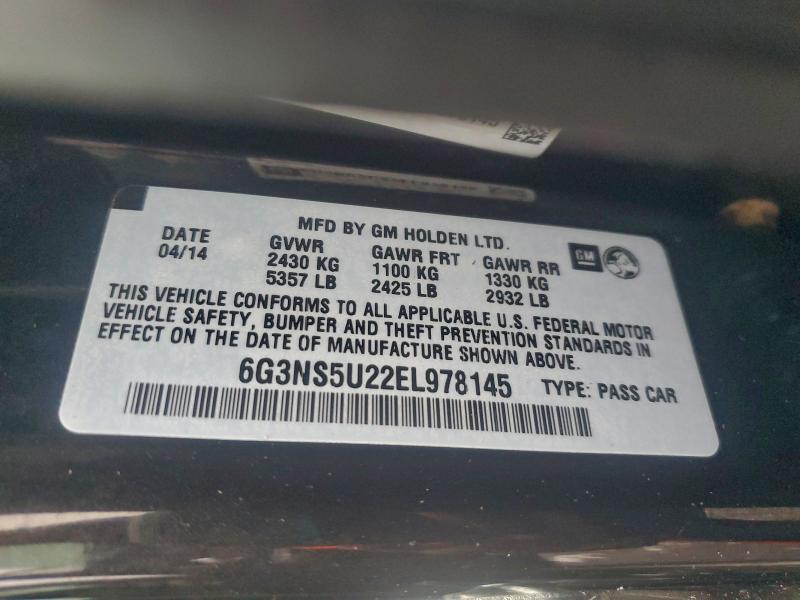 MFD BY GM HOLDEN LTD.
DATE GVWR GAWR FRT GAWR RR
04/14 2430 KG 1100 KG 1330 KG
5357 LB 2425 LB 2932 LB
GM
THIS VEHICLE CONFORMS TO ALL APPLICABLE U.S. FEDERAL MOTOR
VEHICLE SAFETY, BUMPER AND THEFT PREVENTION STANDARDS IN
EFFECT ON THE DATE OF MANUFACTURE SHOWN ABOVE.
6G3NS5U22EL978145 TYPE: PASS CAR